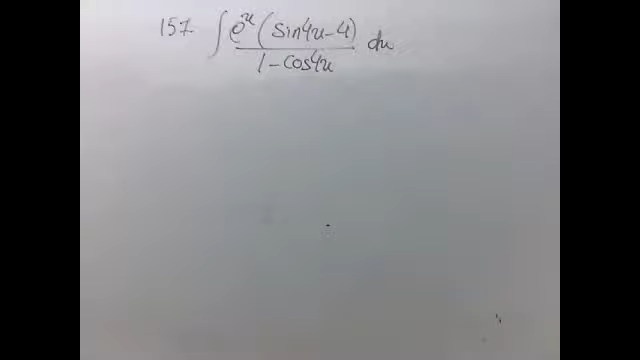 157. ∫ e^x (sin4x-4) / 1-cos4x dx